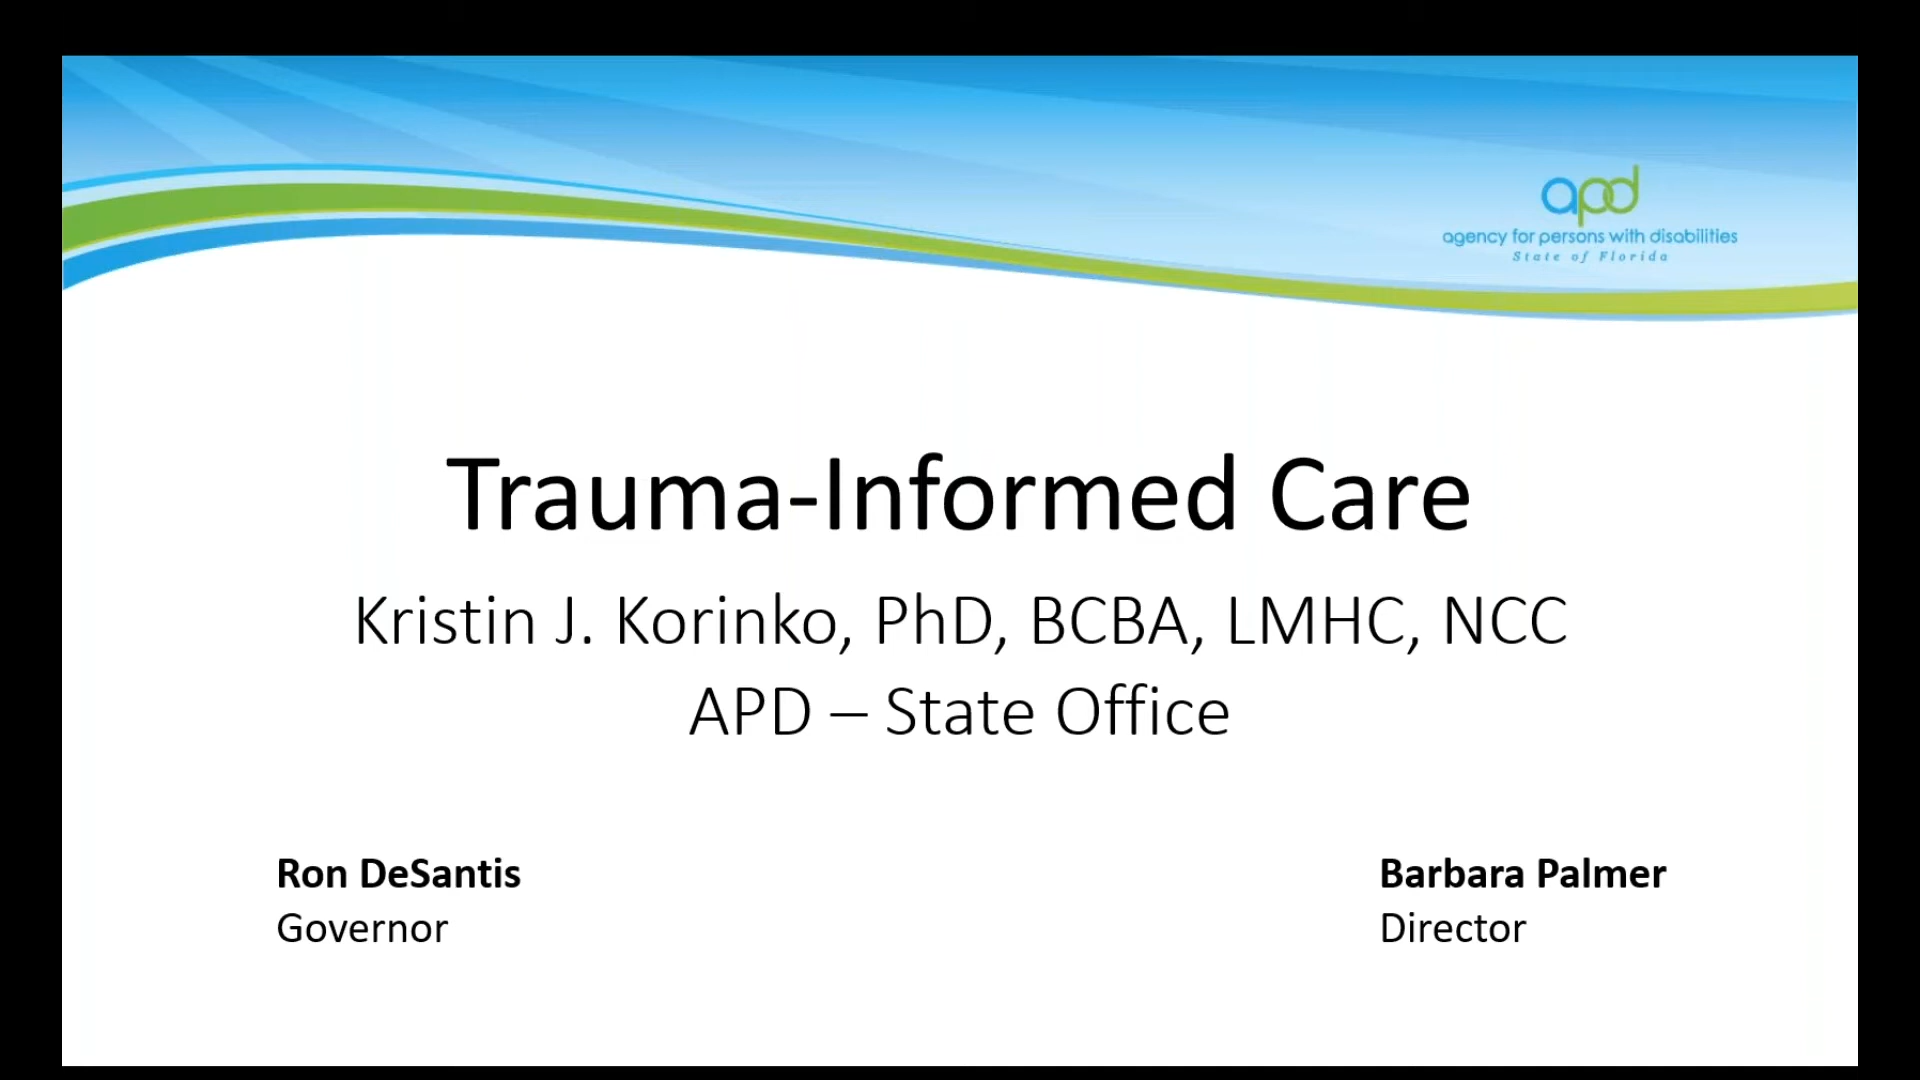 apd
agency for persons with disabilities
State of Florida
Trauma-Informed Care
Kristin J. Korinko, PhD, BCBA, LMHC, NCC
APD – State Office
Ron DeSantis
Governor
Barbara Palmer
Director